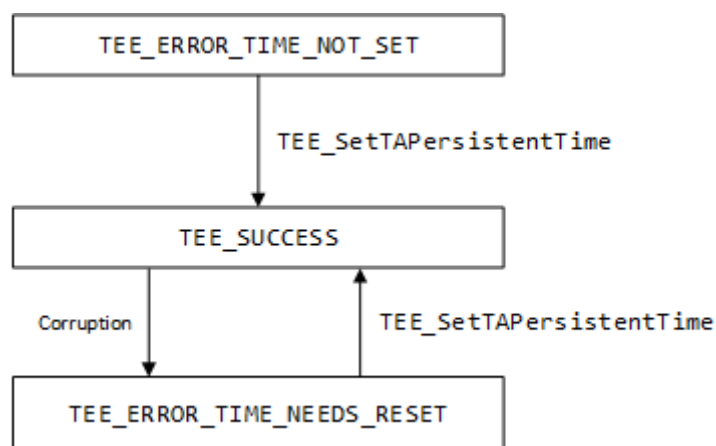 TEE_ERROR_TIME_NOT_SET
TEE_SetTAPersistentTime
TEE_SUCCESS
Corruption
TEE_SetTAPersistentTime
TEE_ERROR_TIME_NEEDS_RESET